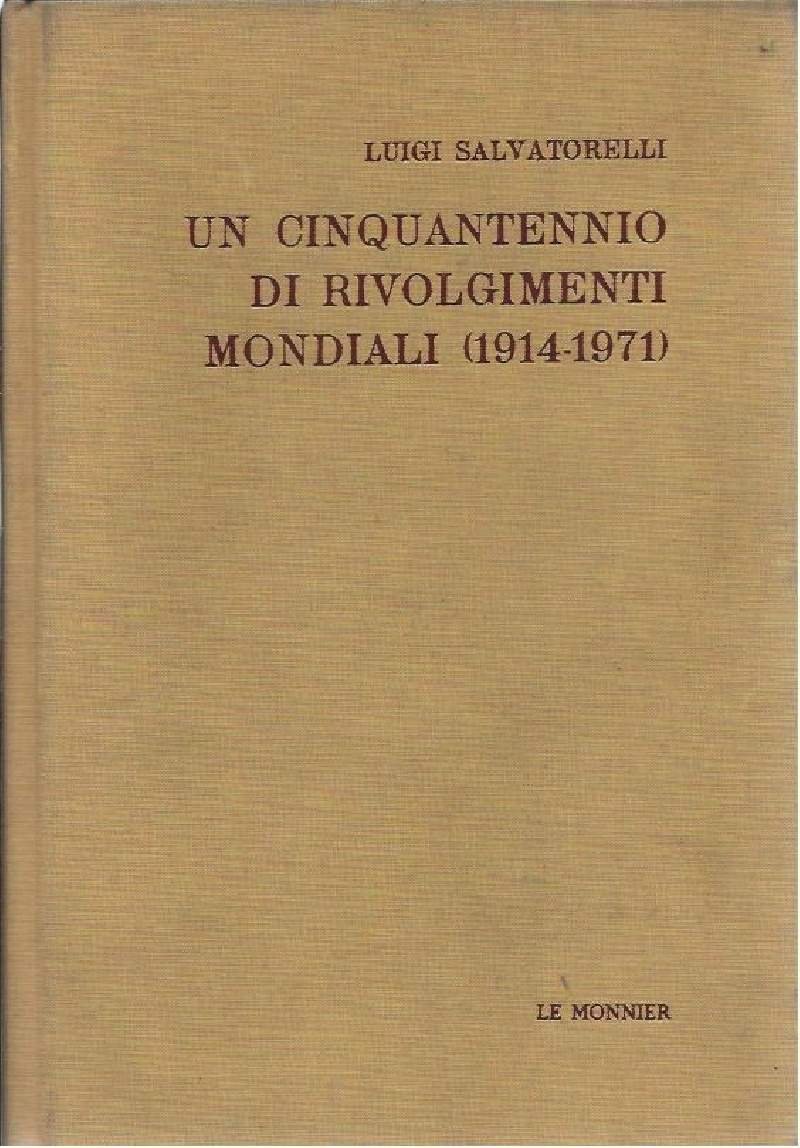 LUIGI SALVATORELLI
UN CINQUANTENNIO
DI RIVOLGIMENTI
MONDIALI (1914-1971)
LE MONNIER